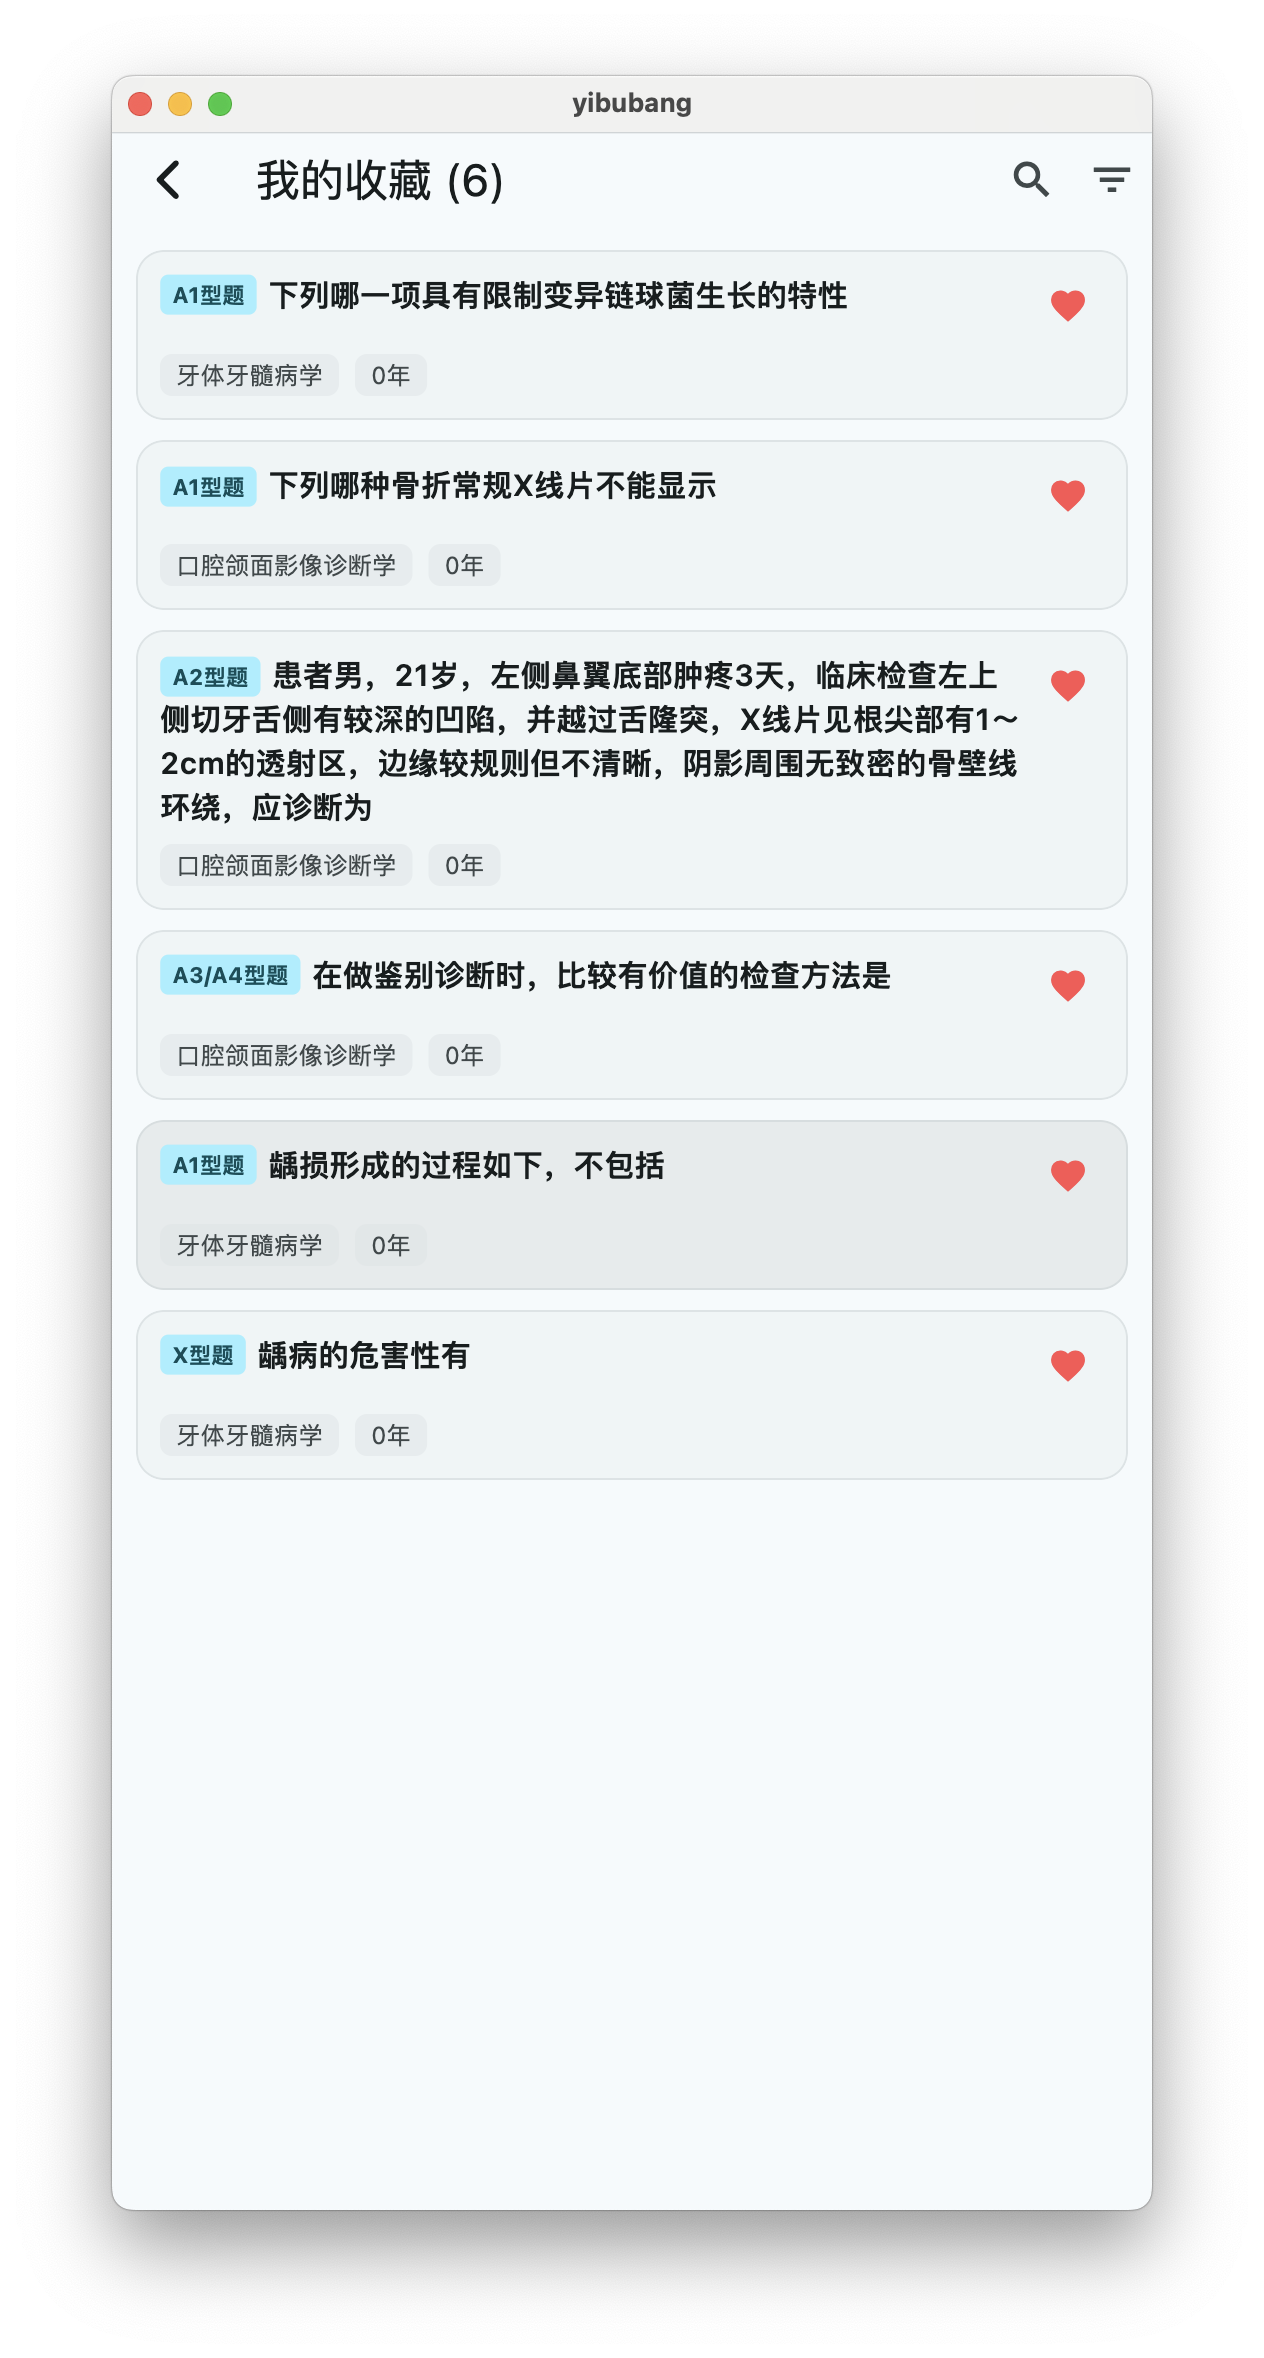 yibubang
我的收藏 (6)
A1型题 下列哪一项具有限制变异链球菌生长的特性
牙体牙髓病学 0年
A1型题 下列哪种骨折常规X线片不能显示
口腔颌面影像诊断学 0年
A2型题 患者男，21岁，左侧鼻翼底部肿疼3天，临床检查左上
侧切牙舌侧有较深的凹陷，并越过舌隆突，X线片见根尖部有1～
2cm的透射区，边缘较规则但不清晰，阴影周围无致密的骨壁线
环绕，应诊断为
口腔颌面影像诊断学 0年
A3/A4型题 在做鉴别诊断时，比较有价值的检查方法是
口腔颌面影像诊断学 0年
A1型题 龋损形成的过程如下，不包括
牙体牙髓病学 0年
X型题 龋病的危害性有
牙体牙髓病学 0年